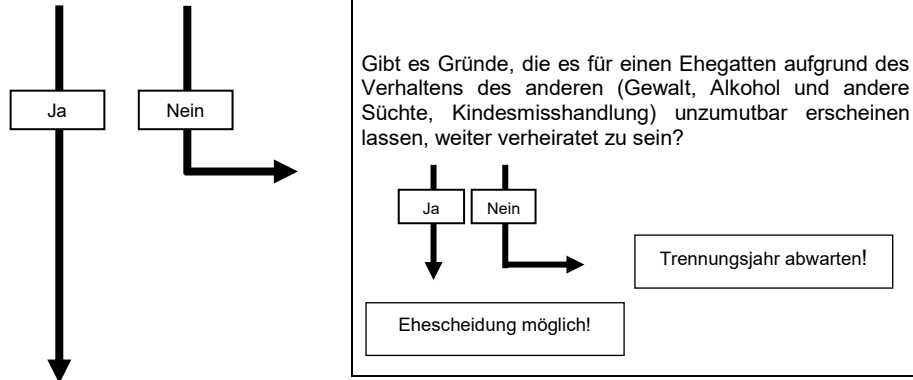 Ja
Nein
Gibt es Gründe, die es für einen Ehegatten aufgrund des
Verhaltens des anderen (Gewalt, Alkohol und andere
Süchte, Kindesmisshandlung) unzumutbar erscheinen
lassen, weiter verheiratet zu sein?
Ja
Nein
Trennungsjahr abwarten!
Ehescheidung möglich!